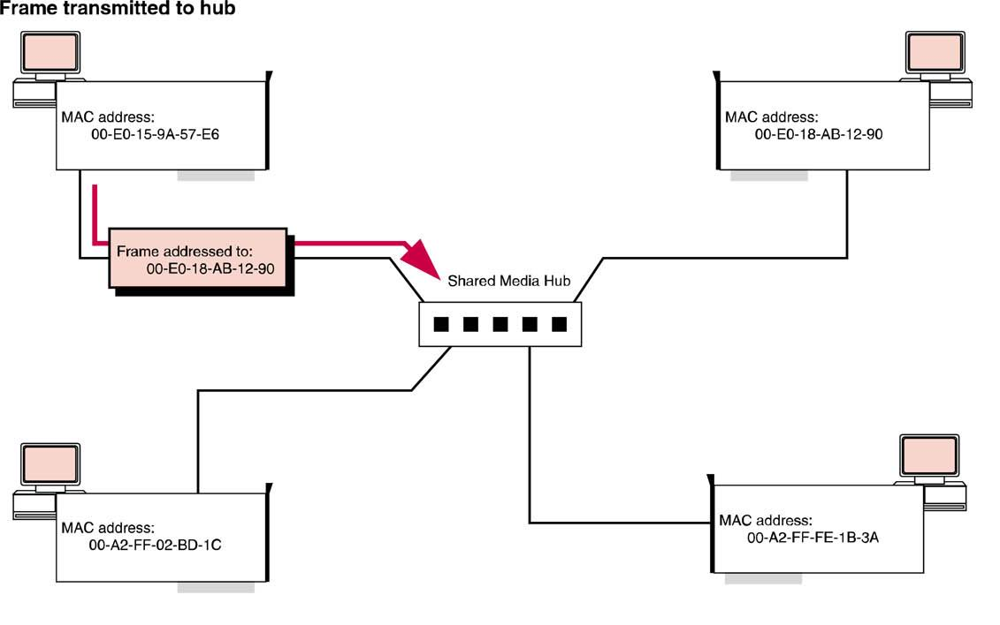 Frame transmitted to hub
MAC address:
00-E0-15-9A-57-E6
MAC address:
00-E0-18-AB-12-90
Frame addressed to:
00-E0-18-AB-12-90
Shared Media Hub
MAC address:
00-A2-FF-02-BD-1C
MAC address:
00-A2-FF-FE-1B-3A